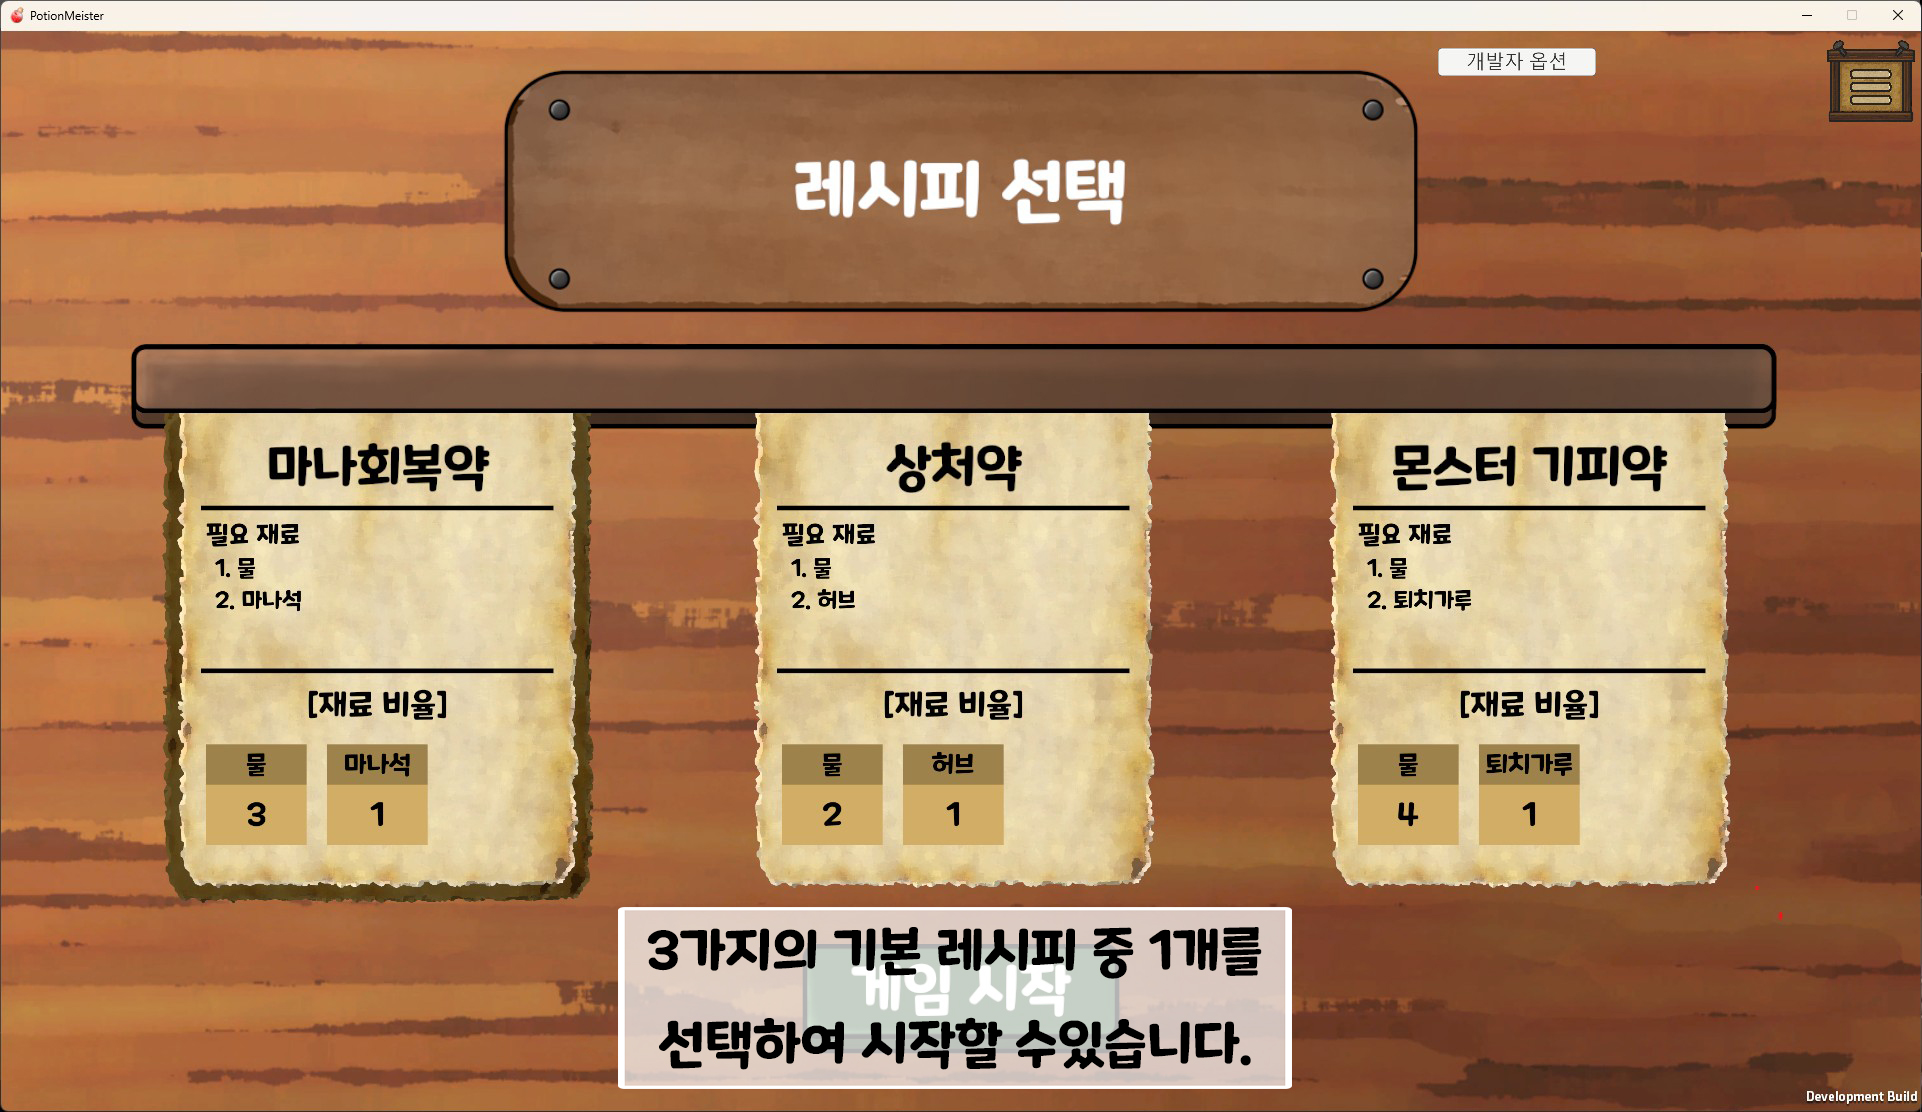 PotionMeister
개발자 옵션
레시피 선택
마나회복약
필요 재료
1. 물
2. 마나석
[재료 비율]
물 마나석
3 1
상처약
필요 재료
1. 물
2. 허브
[재료 비율]
물 허브
2 1
몬스터 기피약
필요 재료
1. 물
2. 퇴치가루
[재료 비율]
물 퇴치가루
4 1
3가지의 기본 레시피 중 1개를
게임 시작
선택하여 시작할 수있습니다.
Development Build